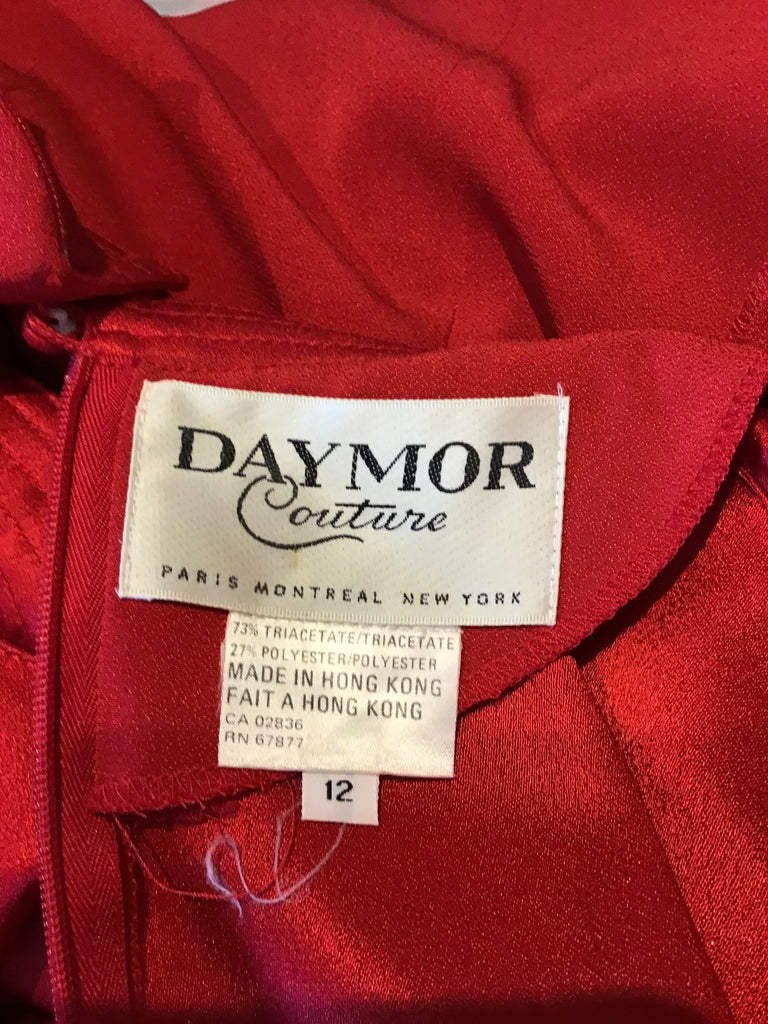 DAYMOR
Couture
PARIS MONTREAL NEW YORK
73% TRIACETATE/TRIACETATE
27% POLYESTER/POLYESTER
MADE IN HONG KONG
FAIT A HONG KONG
CA 02836
RN 67877
12